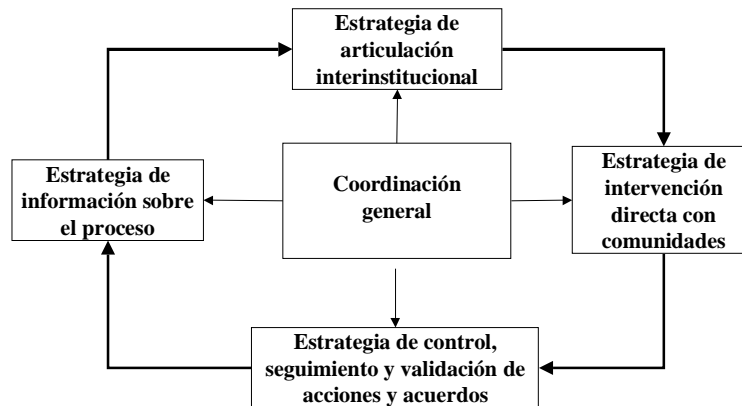 Estrategia de
articulación
interinstitucional
Estrategia de
información sobre
el proceso
Coordinación
general
Estrategia de
intervención
directa con
comunidades
Estrategia de control,
seguimiento y validación de
acciones y acuerdos